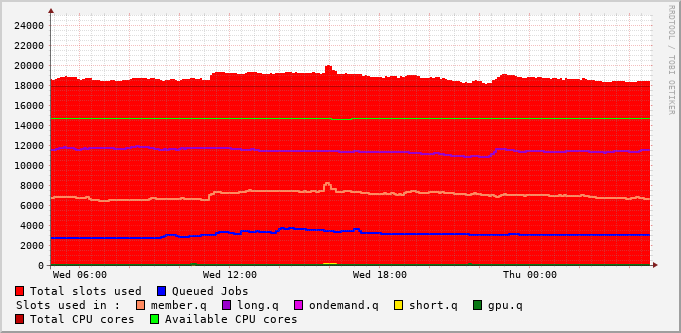 RRDTOOL / TOBI OETIKER
24000
22000
20000
18000
16000
14000
12000
10000
8000
6000
4000
2000
0
Wed 06:00 Wed 12:00 Wed 18:00 Thu 00:00
Total slots used Queued Jobs
Slots used in : member.q long.q ondemand.q short.q gpu.q
Total CPU cores Available CPU cores